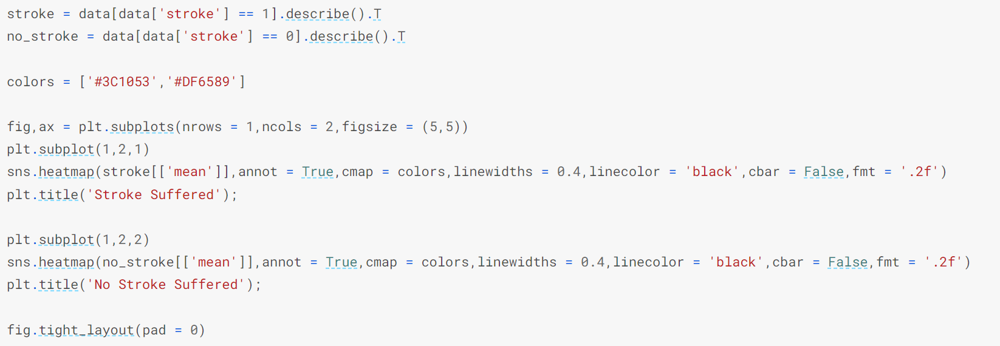 stroke = data[data['stroke'] == 1].describe().T
no_stroke = data[data['stroke'] == 0].describe().T
colors = ['#3C1053','#DF6589']
fig,ax = plt.subplots(nrows = 1,ncols = 2,figsize = (5,5))
plt.subplot(1,2,1)
sns.heatmap(stroke[['mean']],annot = True,cmap = colors,linewidths = 0.4,linecolor = 'black',cbar = False,fmt = '.2f')
plt.title('Stroke Suffered');
plt.subplot(1,2,2)
sns.heatmap(no_stroke[['mean']],annot = True,cmap = colors,linewidths = 0.4,linecolor = 'black',cbar = False,fmt = '.2f')
plt.title('No Stroke Suffered');
fig.tight_layout(pad = 0)